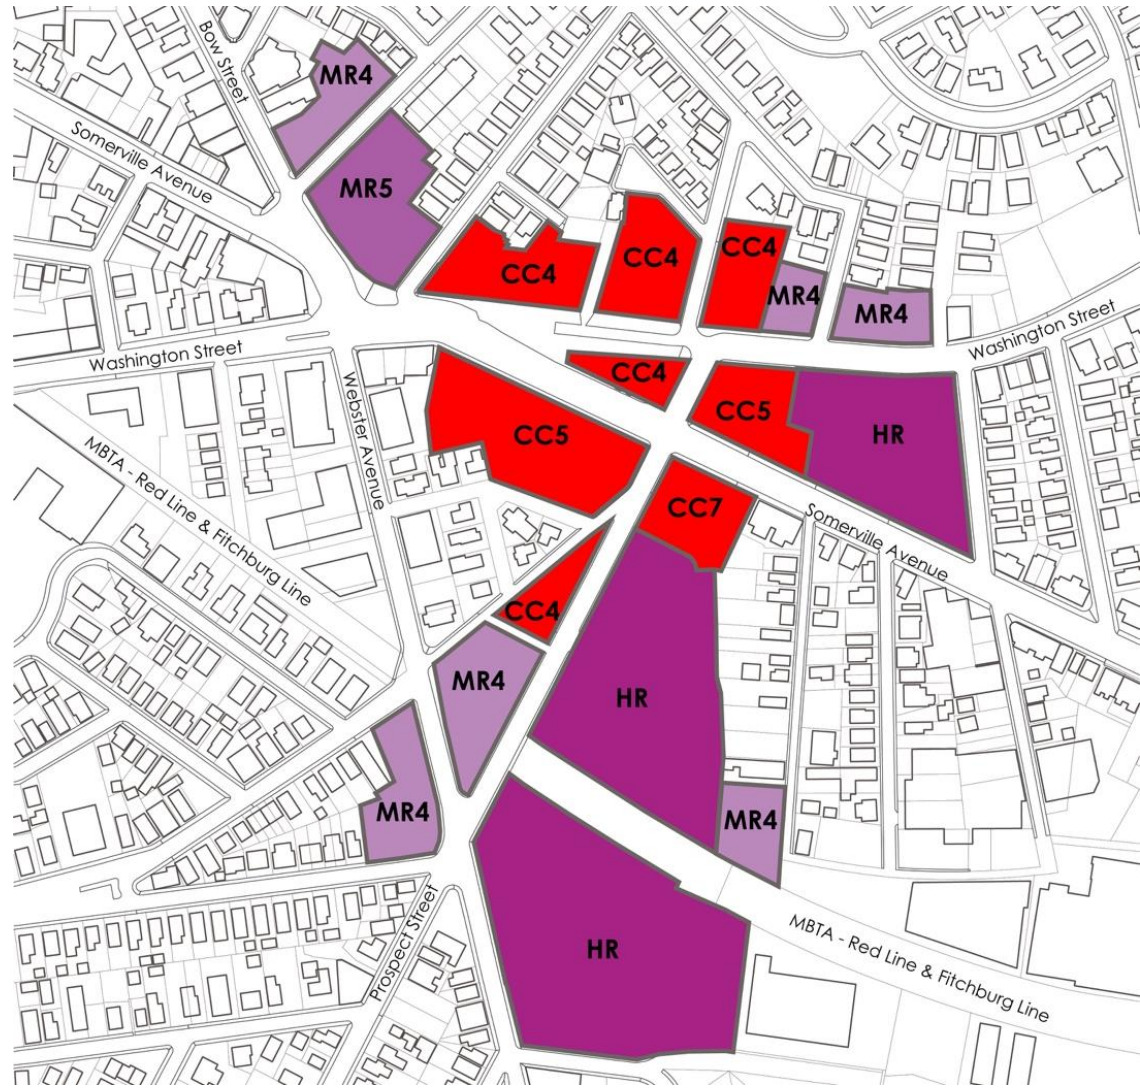 Bow Street
MR4
Somerville Avenue
MR5
CC4
CC4
CC4
MR4
MR4
Washington Street
Washington Street
CC4
Webster Avenue
CC5
CC5
HR
MBTA - Red Line & Fitchburg Line
CC7
Somerville Avenue
CC4
MR4
HR
MR4
MR4
Prospect Street
HR
MBTA - Red Line & Fitchburg Line